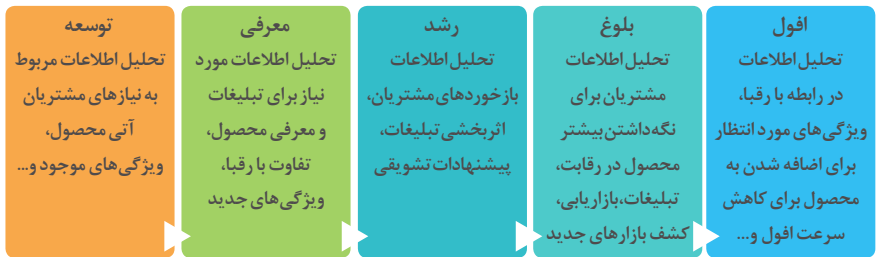 توسعه
تحلیل اطلاعات مربوط
به نیازهای مشتریان
آتی محصول،
ویژگی‌های موجود و...
معرفی
تحلیل اطلاعات مورد
نیاز برای تبلیغات
و معرفی محصول،
تفاوت با رقبا،
ویژگی‌های جدید
رشد
تحلیل اطلاعات
بازخوردهای مشتریان،
اثربخشی تبلیغات،
پیشنهادات تشویقی
بلوغ
تحلیل اطلاعات
مشتریان برای
نگه‌داشتن بیشتر
محصول در رقابت،
تبلیغات، بازاریابی،
کشف بازارهای جدید
افول
تحلیل اطلاعات
در رابطه با رقبا،
ویژگی‌های مورد انتظار
برای اضافه شدن به
محصول برای کاهش
سرعت افول و...